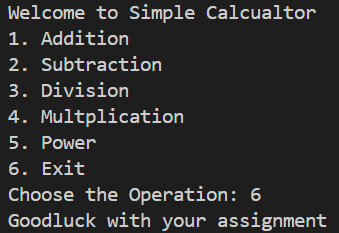 Welcome to Simple Calcualtor
1. Addition
2. Subtraction
3. Division
4. Multplication
5. Power
6. Exit
Choose the Operation: 6
Goodluck with your assignment